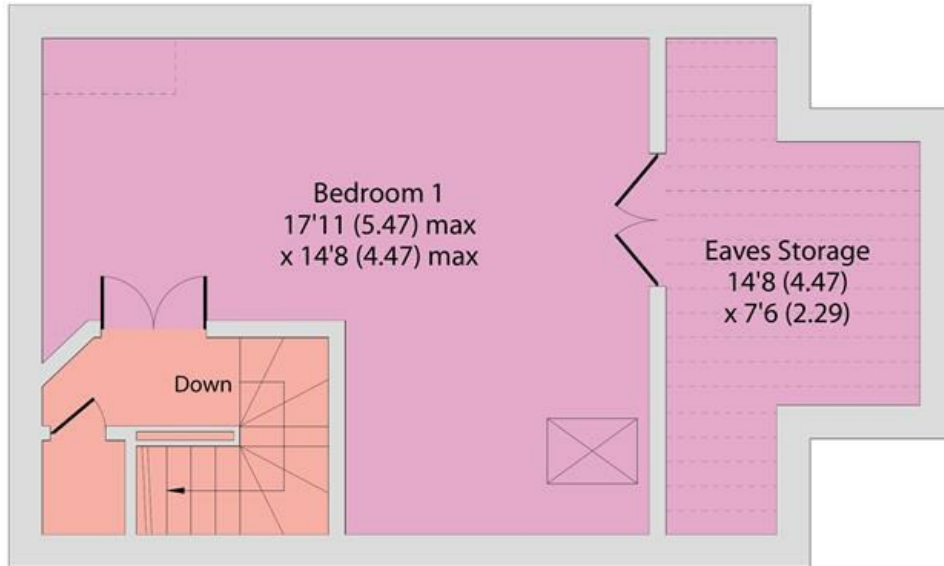 Bedroom 1
17'11 (5.47) max
x 14'8 (4.47) max
Eaves Storage
14'8 (4.47)
x 7'6 (2.29)
Down